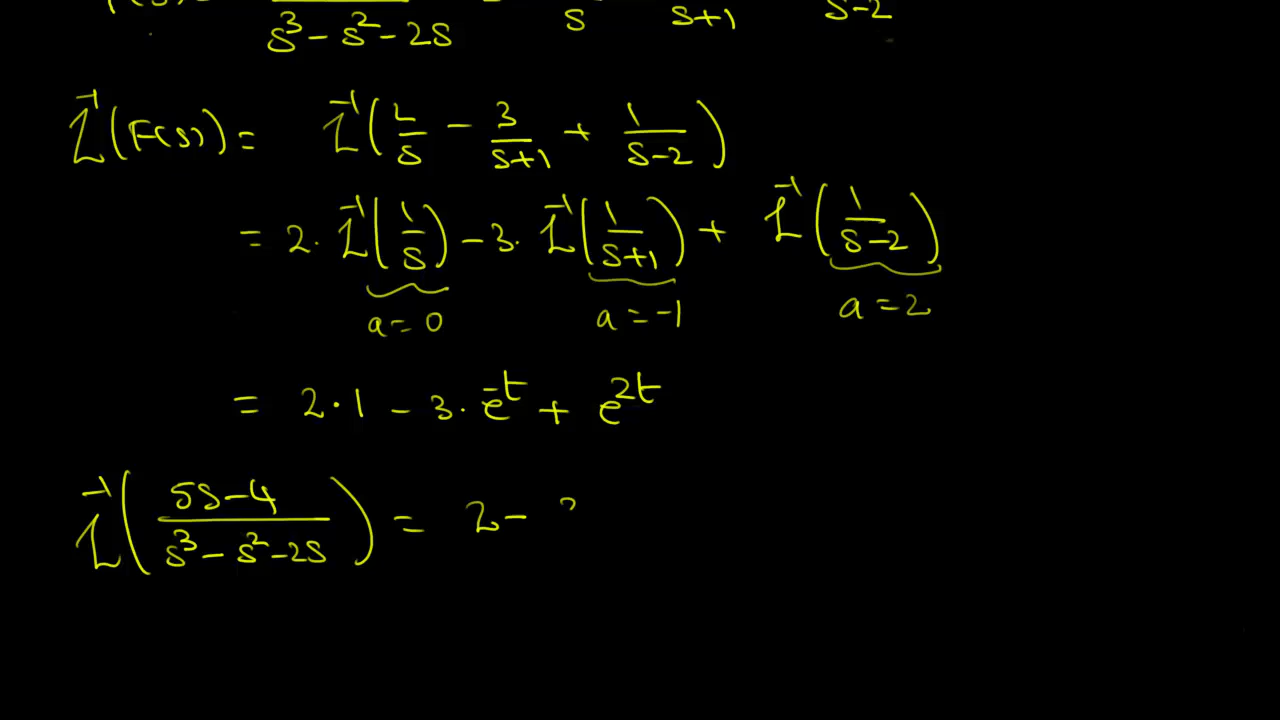 s³-s²-2s s s+1 s-2
L⁻¹(F(s)) = L⁻¹(2/s - 3/(s+1) + 1/(s-2))
= 2. L⁻¹(1/s) - 3. L⁻¹(1/(s+1)) + L⁻¹(1/(s-2))
a=0 a=-1 a=2
= 2·1 - 3·e⁻ᵗ + e²ᵗ
L⁻¹((5s-4)/(s³-s²-2s)) = 2-